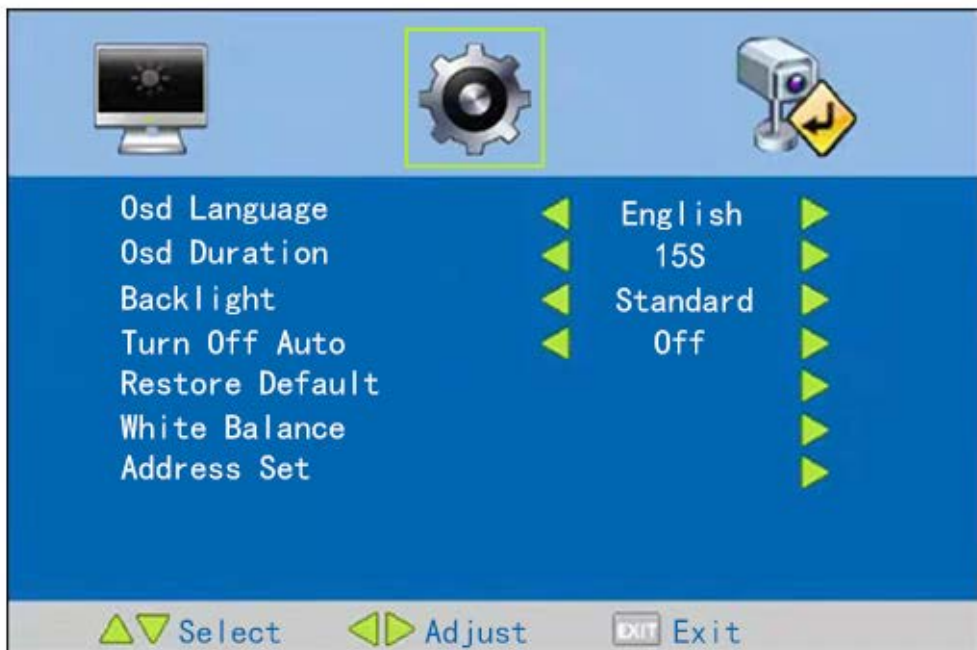 Osd Language English
Osd Duration 15S
Backlight Standard
Turn Off Auto Off
Restore Default
White Balance
Address Set
Select Adjust EXIT Exit